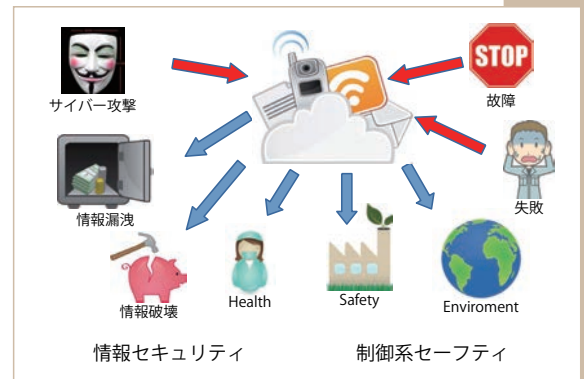 サイバー攻撃
STOP
故障
情報漏洩
失敗
情報破壊
Health
Safety
Enviroment
情報セキュリティ
制御系セーフティ